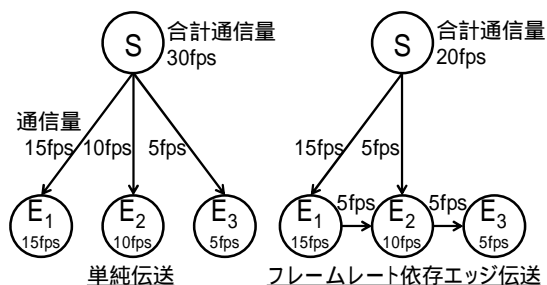 S
合計通信量
30fps
通信量
15fps
10fps
5fps
E1
15fps
E2
10fps
E3
5fps
単純伝送
S
合計通信量
20fps
15fps
5fps
5fps
5fps
E1
15fps
E2
10fps
E3
5fps
フレームレート依存エッジ伝送